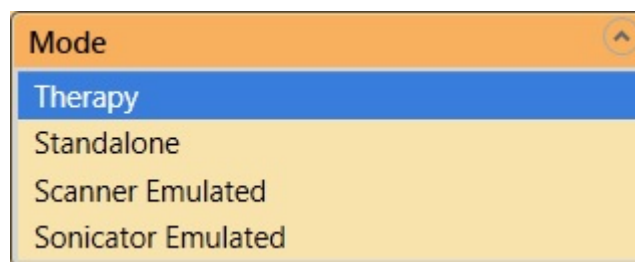 Mode
Therapy
Standalone
Scanner Emulated
Sonicator Emulated